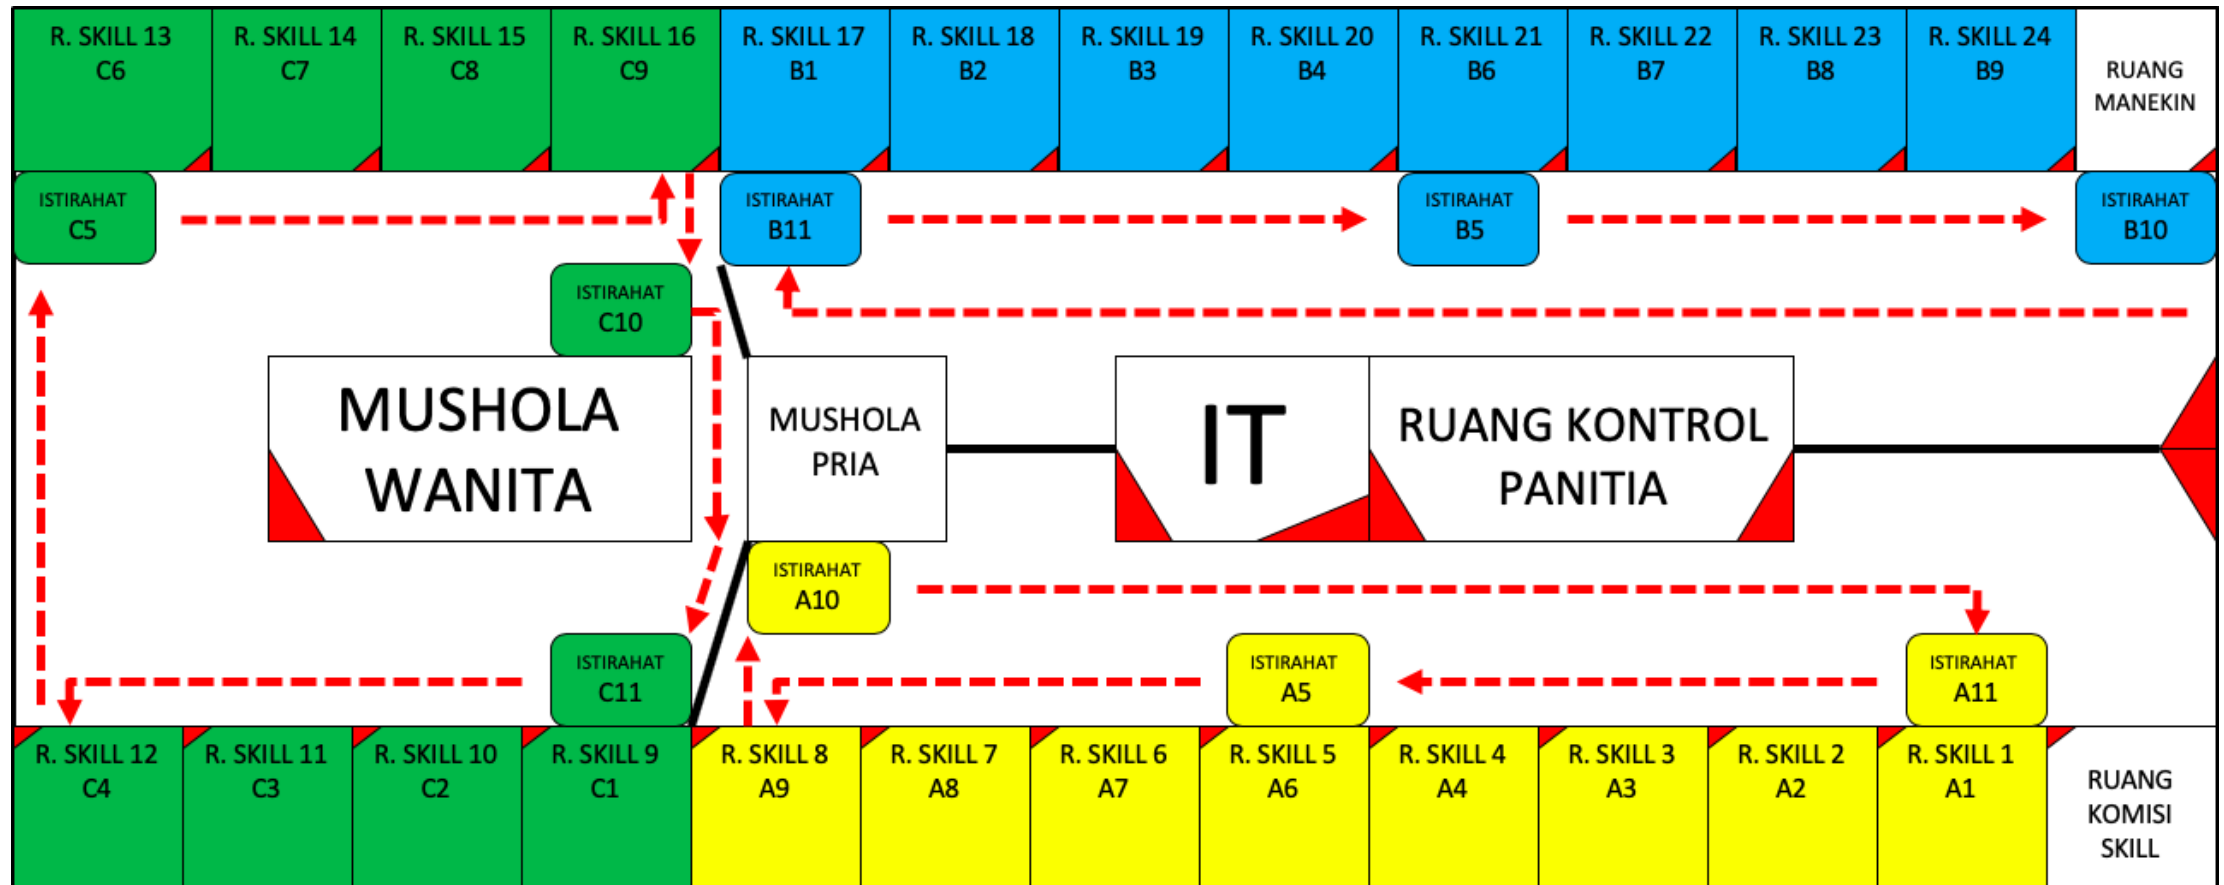 R. SKILL 13
C6
R. SKILL 14
C7
R. SKILL 15
C8
R. SKILL 16
C9
R. SKILL 17
B1
R. SKILL 18
B2
R. SKILL 19
B3
R. SKILL 20
B4
R. SKILL 21
B6
R. SKILL 22
B7
R. SKILL 23
B8
R. SKILL 24
B9
RUANG
MANEKIN
ISTIRAHAT
C5
ISTIRAHAT
B11
ISTIRAHAT
B5
ISTIRAHAT
B10
ISTIRAHAT
C10
MUSHOLA
WANITA
MUSHOLA
PRIA
IT
RUANG KONTROL
PANITIA
ISTIRAHAT
A10
ISTIRAHAT
C11
ISTIRAHAT
A5
ISTIRAHAT
A11
R. SKILL 12
C4
R. SKILL 11
C3
R. SKILL 10
C2
R. SKILL 9
C1
R. SKILL 8
A9
R. SKILL 7
A8
R. SKILL 6
A7
R. SKILL 5
A6
R. SKILL 4
A4
R. SKILL 3
A3
R. SKILL 2
A2
R. SKILL 1
A1
RUANG
KOMISI
SKILL